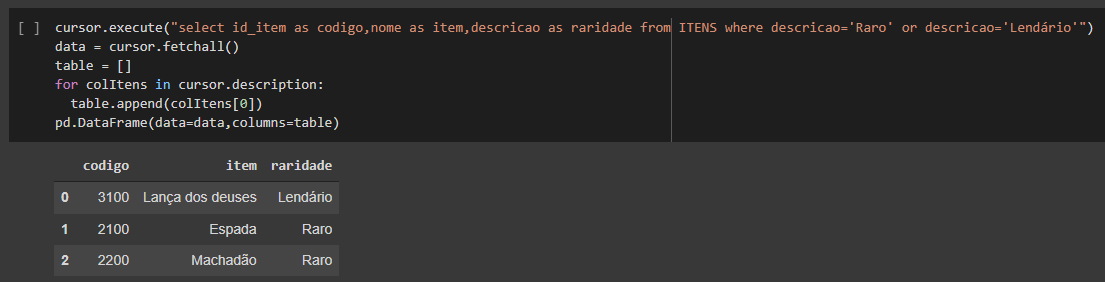 [ ] cursor.execute("select id_item as codigo,nome as item,descricao as raridade from ITENS where descricao='Raro' or descricao='Lendário'")
data = cursor.fetchall()
table = []
for colItens in cursor.description:
  table.append(colItens[0])
pd.DataFrame(data=data,columns=table)
codigo item raridade
0 3100 Lança dos deuses Lendário
1 2100 Espada Raro
2 2200 Machadão Raro